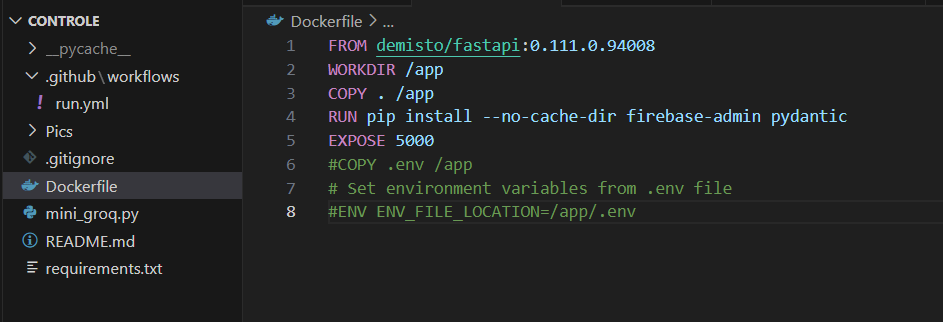 CONTROLE
__pycache__
.github\workflows
! run.yml
Pics
.gitignore
Dockerfile
mini_groq.py
README.md
requirements.txt
Dockerfile > ...
1 FROM demisto/fastapi:0.111.0.94008
2 WORKDIR /app
3 COPY . /app
4 RUN pip install --no-cache-dir firebase-admin pydantic
5 EXPOSE 5000
6 #COPY .env /app
7 # Set environment variables from .env file
8 #ENV ENV_FILE_LOCATION=/app/.env